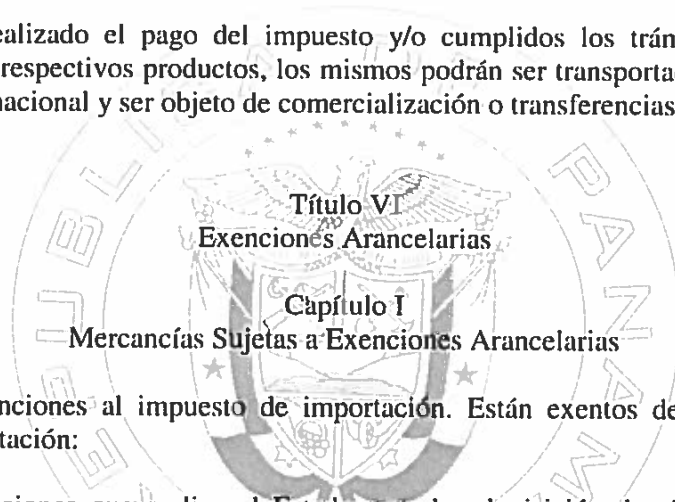 ealizado el pago del impuesto y/o cumplidos los trám
respectivos productos, los mismos podrán ser transporta
nacional y ser objeto de comercialización o transferencias
Título VI
Exenciones Arancelarias
Capítulo I
Mercancías Sujetas a Exenciones Arancelarias
nciones al impuesto de importación. Están exentos de
tación: